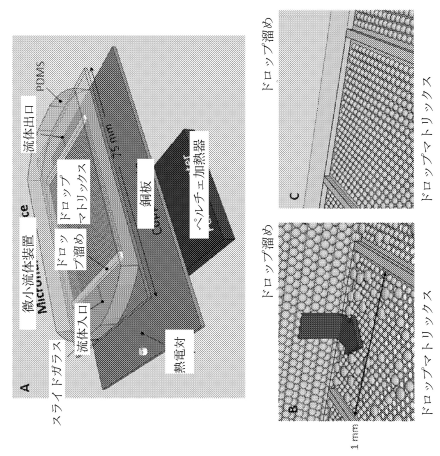 A
微小流体装置
Microflu
ce
スライドガラス
流体入口
ドロッ
プ溜め
ドロップ
マトリックス
流体出口
PDMS
75 mm
銅板
熱電対
ペルチェ加熱器
B
ドロップ溜め
1 mm
ドロップマトリックス
C
ドロップ溜め
ドロップマトリックス